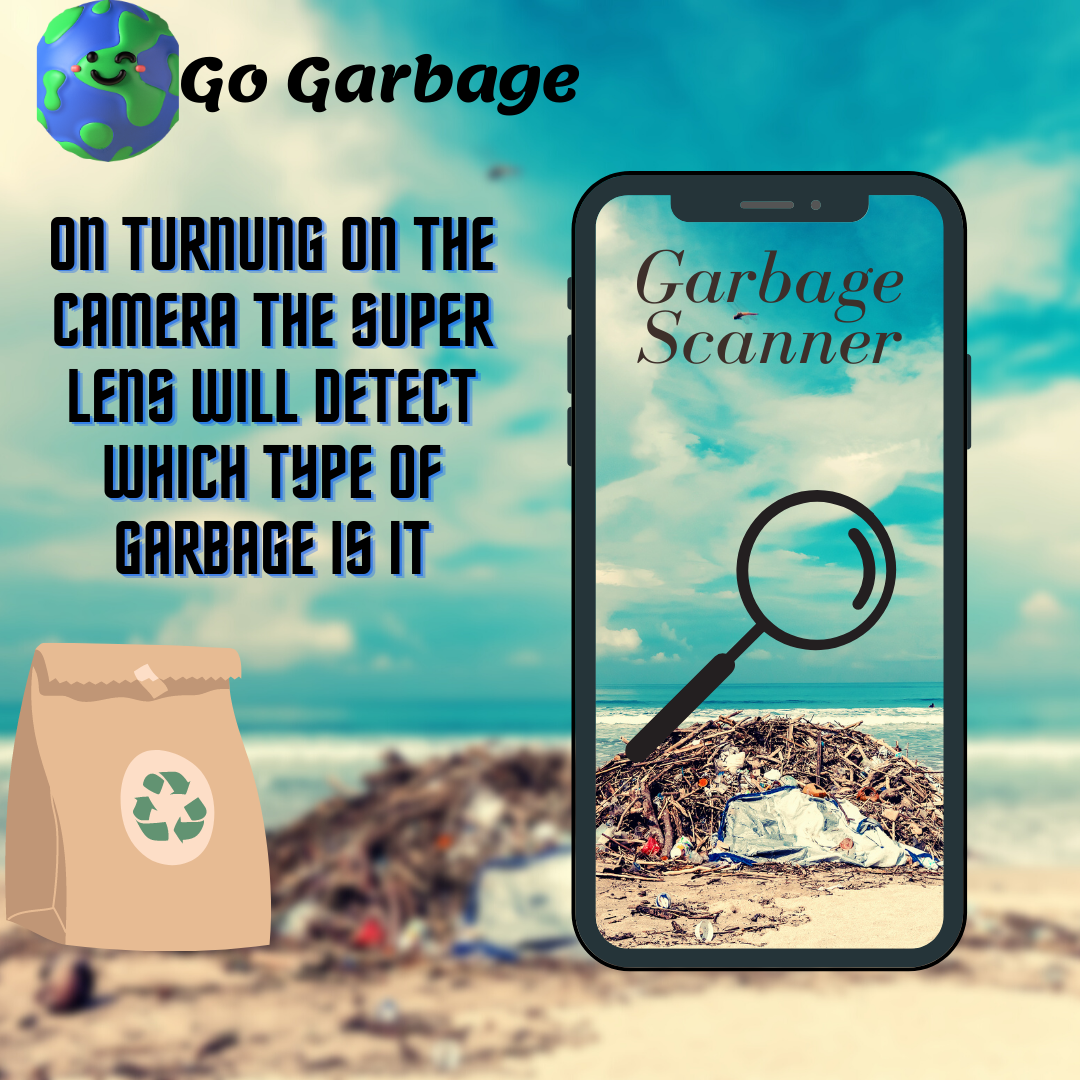 Go Garbage
ON TURNUNG ON THE
CAMERA THE SUPER
LENS WILL DETECT
WHICH TYPE OF
GARBAGE IS IT
Garbage
Scanner